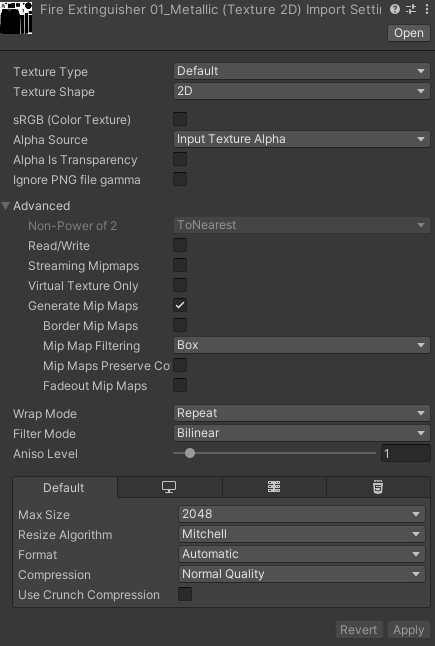 Fire Extinguisher 01_Metallic (Texture 2D) Import Setti
Open
Texture Type Default
Texture Shape 2D
sRGB (Color Texture)
Alpha Source Input Texture Alpha
Alpha Is Transparency
Ignore PNG file gamma
Advanced
Non-Power of 2 ToNearest
Read/Write
Streaming Mipmaps
Virtual Texture Only
Generate Mip Maps
Border Mip Maps
Mip Map Filtering Box
Mip Maps Preserve Co
Fadeout Mip Maps
Wrap Mode Repeat
Filter Mode Bilinear
Aniso Level 1
Default
Max Size 2048
Resize Algorithm Mitchell
Format Automatic
Compression Normal Quality
Use Crunch Compression
Revert Apply